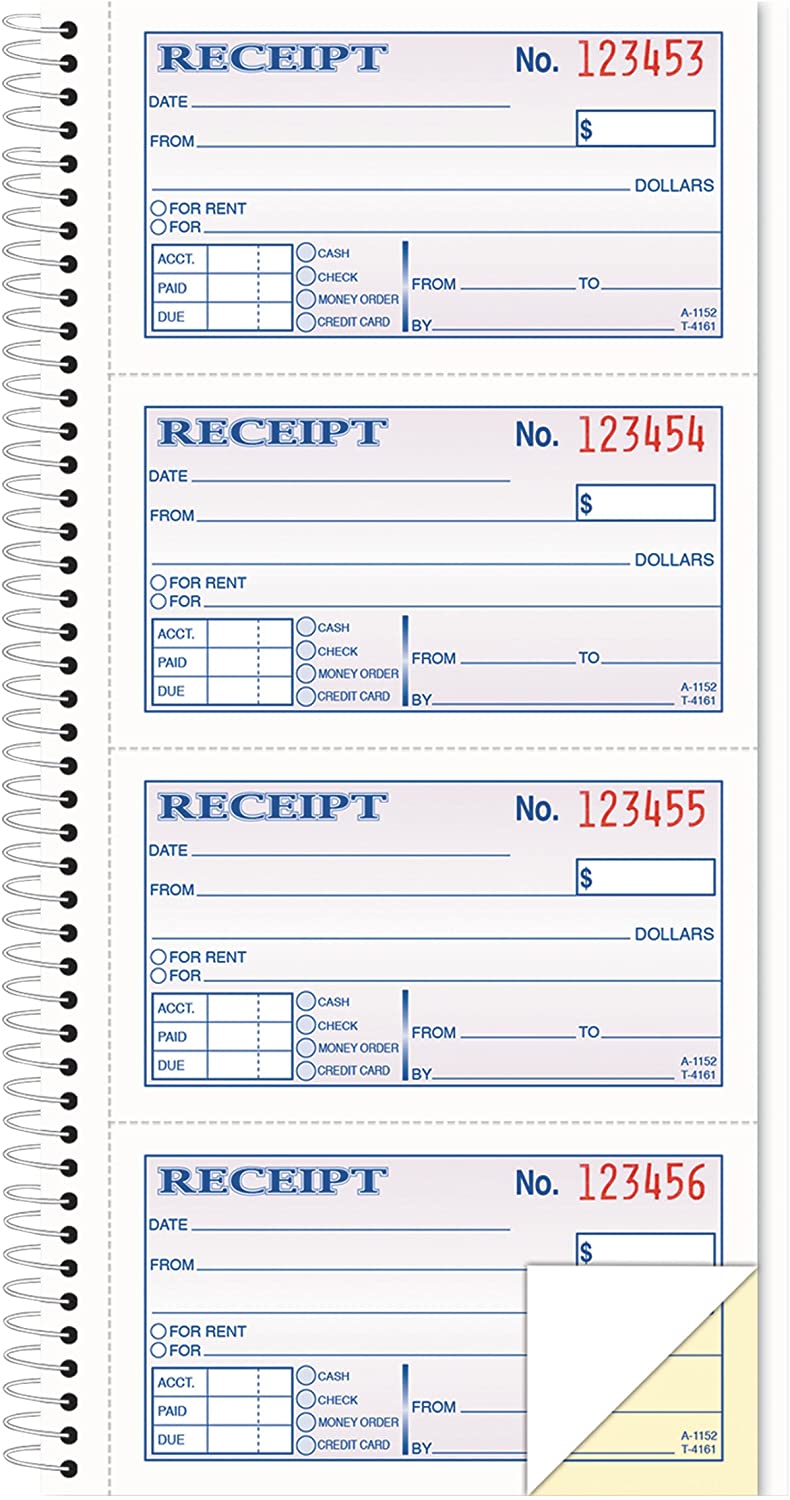 RECEIPT No. 123453
DATE
$
FROM
DOLLARS
FOR RENT
FOR
ACCT. CASH
PAID CHECK FROM TO
MONEY ORDER
DUE CREDIT CARD BY A-1152
T-4161
RECEIPT No. 123454
DATE
$
FROM
DOLLARS
FOR RENT
FOR
ACCT. CASH
PAID CHECK FROM TO
MONEY ORDER
DUE CREDIT CARD BY A-1152
T-4161
RECEIPT No. 123455
DATE
$
FROM
DOLLARS
FOR RENT
FOR
ACCT. CASH
PAID CHECK FROM TO
MONEY ORDER
DUE CREDIT CARD BY A-1152
T-4161
RECEIPT No. 123456
DATE
$
FROM
FOR RENT
FOR
ACCT. CASH
PAID CHECK FROM
MONEY ORDER
DUE CREDIT CARD BY A-1152
T-4161